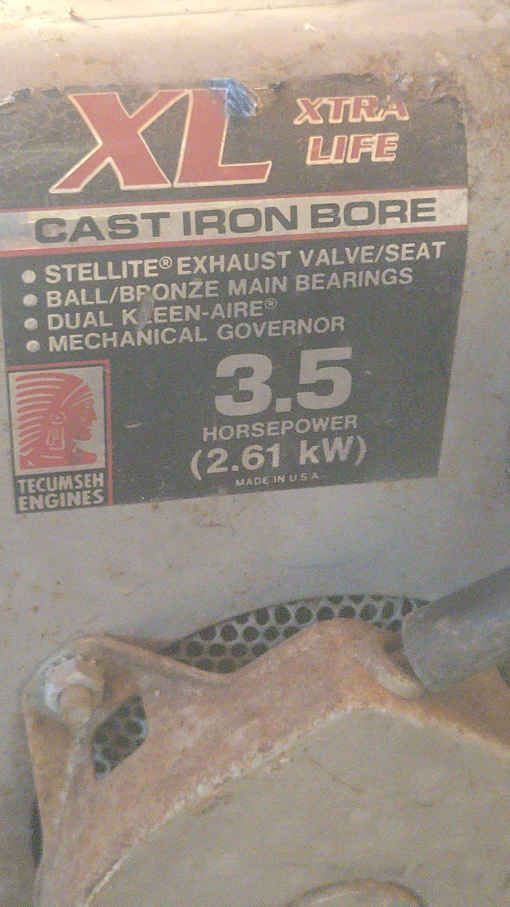 XL XTRA
LIFE
CAST IRON BORE
• STELLITE® EXHAUST VALVE/SEAT
• BALL/BRONZE MAIN BEARINGS
• DUAL KLEEN-AIRE®
• MECHANICAL GOVERNOR
3.5
HORSEPOWER
(2.61 kW)
MADE IN U.S.A.
TECUMSEH
ENGINES